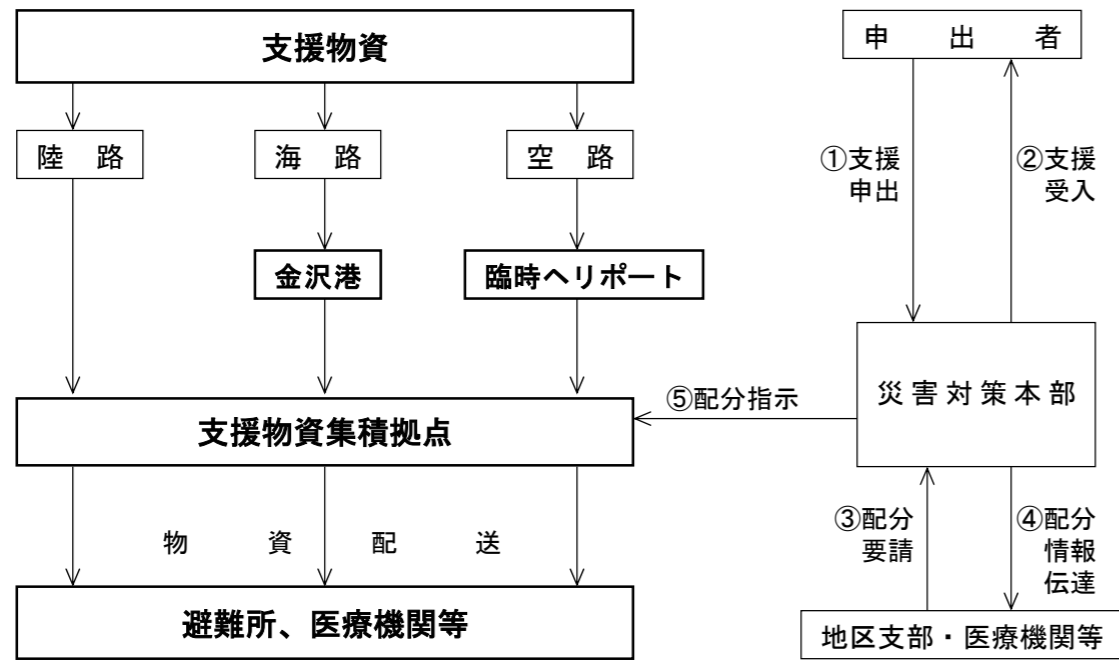 支援物資
申出者
陸路
海路
空路
①支援
申出
②支援
受入
金沢港
臨時ヘリポート
災害対策本部
⑤配分指示
支援物資集積拠点
物資配送
③配分
要請
④配分
情報
伝達
避難所、医療機関等
地区支部・医療機関等